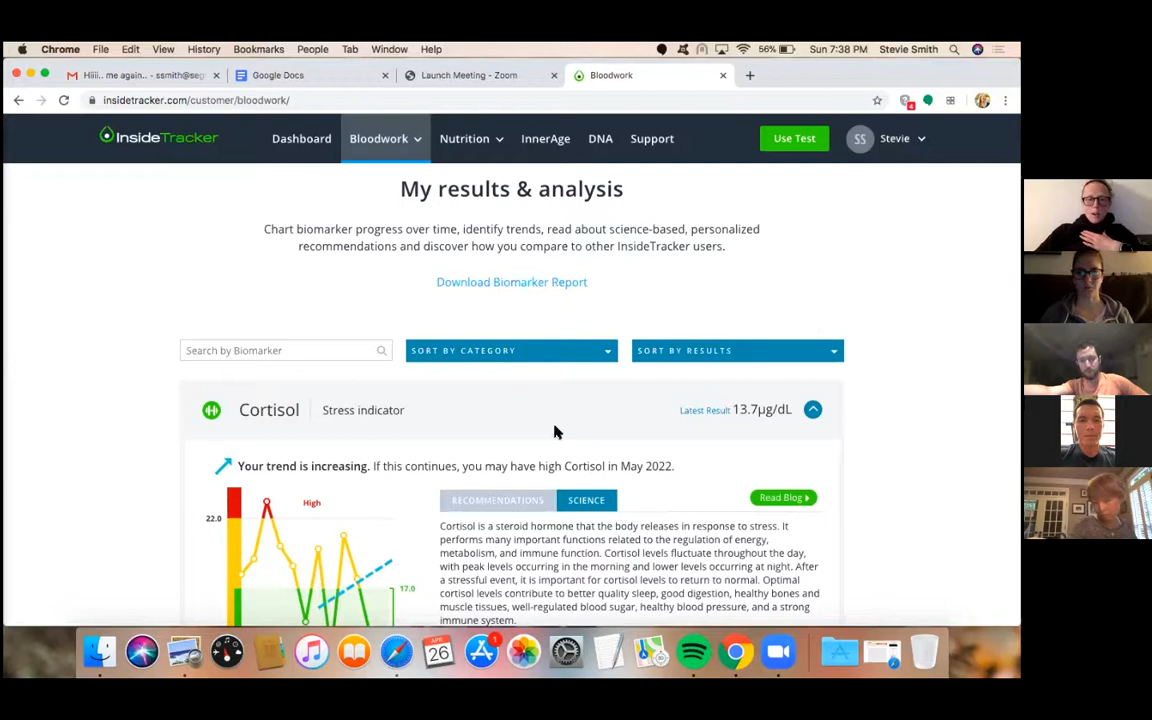 Chrome File Edit View History Bookmarks People Tab Window Help 56% Sun 7:38 PM Stevie Smith
Hiiii.. me again.. - ssmith@seg Google Docs Launch Meeting - Zoom Bloodwork
insidetracker.com/customer/bloodwork/ 4
InsideTracker Dashboard Bloodwork Nutrition InnerAge DNA Support Use Test SS Stevie
My results & analysis
Chart biomarker progress over time, identify trends, read about science-based, personalized
recommendations and discover how you compare to other InsideTracker users.
Download Biomarker Report
Search by Biomarker SORT BY CATEGORY SORT BY RESULTS
Cortisol Stress indicator Latest Result 13.7μg/dL
Your trend is increasing. If this continues, you may have high Cortisol in May 2022.
High
22.0
17.0
RECOMMENDATIONS SCIENCE Read Blog
Cortisol is a steroid hormone that the body releases in response to stress. It
performs many important functions related to the regulation of energy,
metabolism, and immune function. Cortisol levels fluctuate throughout the day,
with peak levels occurring in the morning and lower levels occurring at night. After
a stressful event, it is important for cortisol levels to return to normal. Optimal
cortisol levels contribute to better quality sleep, good digestion, healthy bones and
muscle tissues, well-regulated blood sugar, healthy blood pressure, and a strong
immune system.
APR
26
1